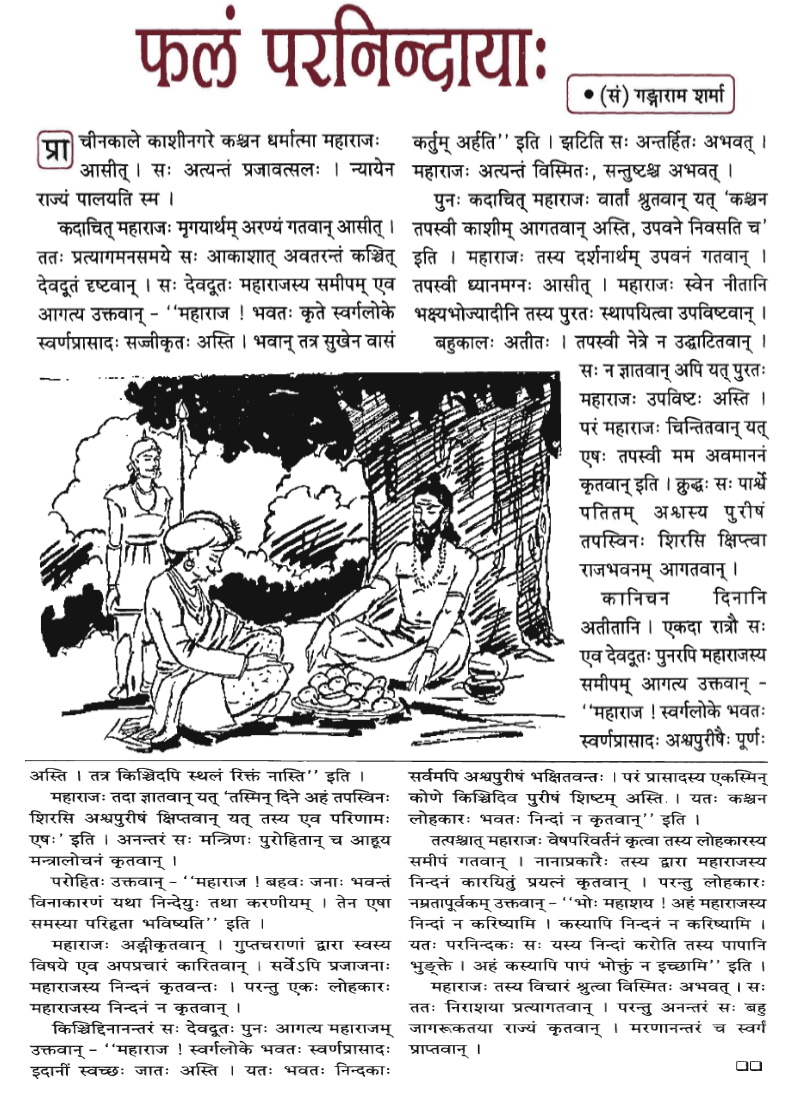 फलं परनिन्दायाः
• (सं) गङ्गाराम शर्मा
प्राचीनकाले काशीनगरे कश्चन धर्मात्मा महाराजः
आसीत् । सः अत्यन्तं प्रजावत्सलः । न्यायेन
राज्यं पालयति स्म ।
कदाचित् महाराजः मृगयार्थम् अरण्यं गतवान् आसीत् ।
ततः प्रत्यागमनसमये सः आकाशात् अवतरन्तं कञ्चित्
देवदूतं दृष्टवान् । सः देवदूतः महाराजस्य समीपम् एव
आगत्य उक्तवान् – ‘‘महाराज ! भवतः कृते स्वर्गलोके
स्वर्णप्रासादः सज्जीकृतः अस्ति । भवान् तत्र सुखेन वासं
कर्तुम् अर्हति’’ इति । झटिति सः अन्तर्हितः अभवत् ।
महाराजः अत्यन्तं विस्मितः, सन्तुष्टश्च अभवत् ।
पुनः कदाचित् महाराजः वार्तां श्रुतवान् यत् ‘कश्चन
तपस्वी काशीम् आगतवान् अस्ति, उपवने निवसति च’
इति । महाराजः तस्य दर्शनार्थम् उपवनं गतवान् ।
तपस्वी ध्यानमग्नः आसीत् । महाराजः स्वेन नीतानि
भक्ष्यभोज्यादीनि तस्य पुरतः स्थापयित्वा उपविष्टवान् ।
बहुकालः अतीतः । तपस्वी नेत्रे न उद्घाटितवान् ।
सः न ज्ञातवान् अपि यत् पुरतः
महाराजः उपविष्टः अस्ति ।
परं महाराजः चिन्तितवान् यत्
एषः तपस्वी मम अवमाननं
कृतवान् इति । क्रुद्धः सः पार्श्वे
पतितम् अश्वस्य पुरीषं
तपस्विनः शिरसि क्षिप्त्वा
राजभवनम् आगतवान् ।
कानिचन दिनानि
अतीतानि । एकदा रात्रौ सः
एव देवदूतः पुनरपि महाराजस्य
समीपम् आगत्य उक्तवान् –
‘‘महाराज ! स्वर्गलोके भवतः
स्वर्णप्रासादः अश्वपुरीषैः पूर्णः
अस्ति । तत्र किञ्चिदपि स्थलं रिक्तं नास्ति’’ इति ।
महाराजः तदा ज्ञातवान् यत् ‘तस्मिन् दिने अहं तपस्विनः
शिरसि अश्वपुरीषं क्षिप्तवान् यत् तस्य एव परिणामः
एषः’ इति । अनन्तरं सः मन्त्रिणः पुरोहितान् च आहूय
मन्त्रालोचनं कृतवान् ।
परोहितः उक्तवान् – ‘‘महाराज ! बहवः जनाः भवन्तं
विनाकारणं यथा निन्देयुः तथा करणीयम् । तेन एषा
समस्या परिहृता भविष्यति’’ इति ।
महाराजः अङ्गीकृतवान् । गुप्तचराणां द्वारा स्वस्य
विषये एव अपप्रचारं कारितवान् । सर्वेऽपि प्रजाजनाः
महाराजस्य निन्दनं कृतवन्तः । परन्तु एकः लोहकारः
महाराजस्य निन्दनं न कृतवान् ।
किञ्चिद्दिनानन्तरं सः देवदूतः पुनः आगत्य महाराजम्
उक्तवान् – ‘‘महाराज ! स्वर्गलोके भवतः स्वर्णप्रासादः
इदानीं स्वच्छः जातः अस्ति । यतः भवतः निन्दकाः
सर्वमपि अश्वपुरीषं भक्षितवन्तः । परं प्रासादस्य एकस्मिन्
कोणे किञ्चिदिव पुरीषं शिष्टम् अस्ति . । यतः कश्चन
लोहकारः भवतः निन्दां न कृतवान्’’ इति ।
तत्पश्चात् महाराजः वेषपरिवर्तनं कृत्वा तस्य लोहकारस्य
समीपं गतवान् । नानाप्रकारैः तस्य द्वारा महाराजस्य
निन्दनं कारयितुं प्रयत्नं कृतवान् । परन्तु लोहकारः
नम्रतापूर्वकम् उक्तवान् – ‘‘भोः महाशय ! अहं महाराजस्य
निन्दां न करिष्यामि । कस्यापि निन्दनं न करिष्यामि ।
यतः परनिन्दकः सः यस्य निन्दां करोति तस्य पापानि
भुङ्क्ते । अहं कस्यापि पापं भोक्तुं न इच्छामि’’ इति ।
महाराजः तस्य विचारं श्रुत्वा विस्मितः अभवत् । सः
ततः निराशया प्रत्यागतवान् । परन्तु अनन्तरं सः बहु
जागरूकतया राज्यं कृतवान् । मरणानन्तरं च स्वर्गं
प्राप्तवान् ।